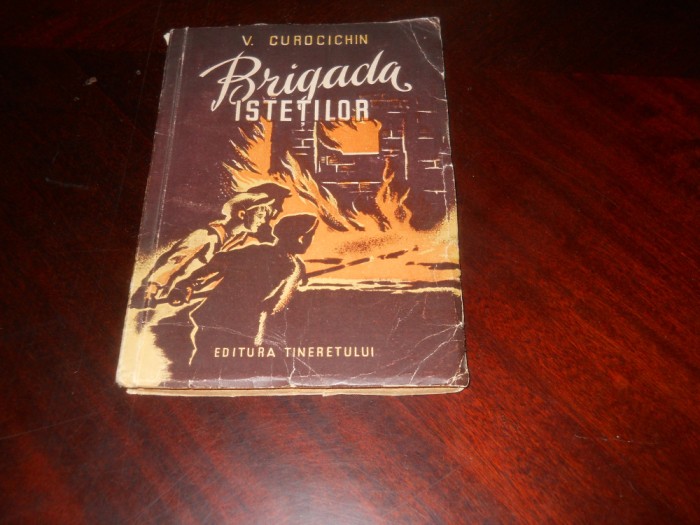 V. CUROCICHIN
Brigada
ISTEȚILOR
EDITURA TINERETULUI